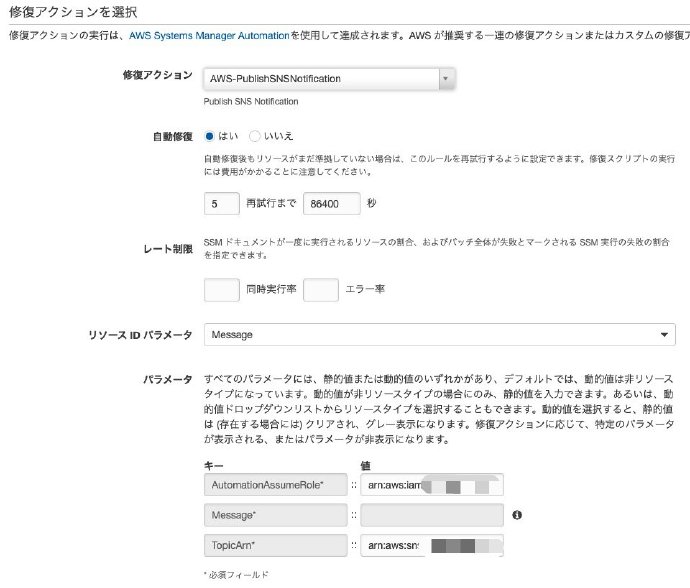 修復アクションを選択
修復アクションの実行は、AWS Systems Manager Automationを使用して達成されます。AWS が推奨する一連の修復アクションまたはカスタムの修復ア
修復アクション
AWS-PublishSNSNotification
Publish SNS Notification
自動修復
はい いいえ
自動修復後もリソースがまだ準拠していない場合は、このルールを再試行するように設定できます。修復スクリプトの実行
には費用がかかることに注意してください。
5 再試行まで 86400 秒
レート制限
SSM ドキュメントが一度に実行されるリソースの割合、およびバッチ全体が失敗とマークされる SSM 実行の失敗の割合
を指定できます。
同時実行率 エラー率
リソース ID パラメータ
Message
パラメータ
すべてのパラメータには、静的値または動的値のいずれかがあり、デフォルトでは、動的値は非リソース
タイプになっています。動的値が非リソースタイプの場合にのみ、静的値を入力できます。あるいは、動
的値ドロップダウンリストからリソースタイプを選択することもできます。動的値を選択すると、静的値
は (存在する場合には) クリアされ、グレー表示になります。修復アクションに応じて、特定のパラメータ
が表示される、またはパラメータが非表示になります。
キー 値
AutomationAssumeRole* :: arn:aws:iam
Message* ::
TopicArn* :: arn:aws:sns
* 必須フィールド